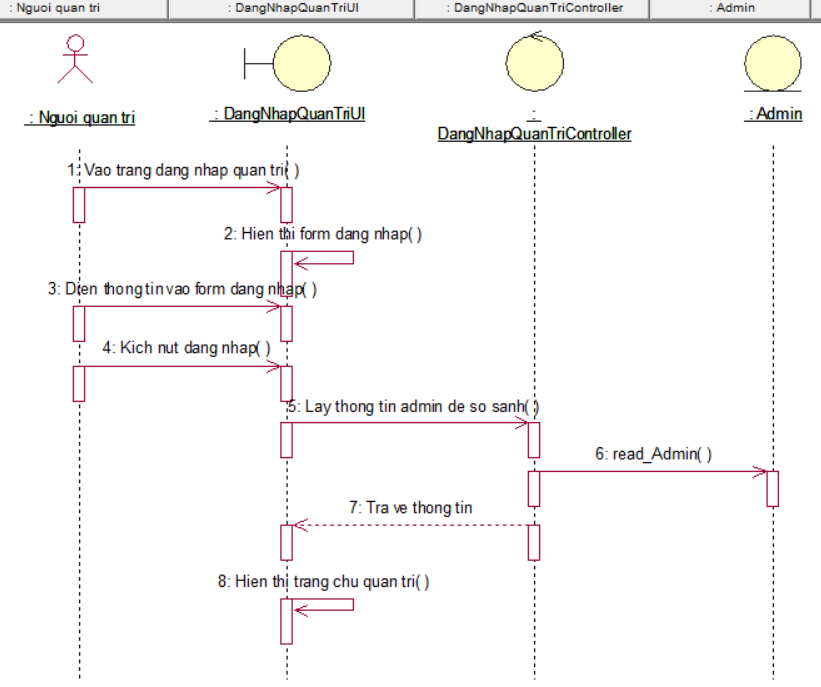 : Nguoi quan tri
: DangNhapQuanTriUI
: DangNhapQuanTriController
: Admin
: Nguoi quan tri
: DangNhapQuanTriUI
:
DangNhapQuanTriController
: Admin
1: Vao trang dang nhap quan tri( )
2: Hien thi form dang nhap( )
3: Dien thong tin vao form dang nhap( )
4: Kich nut dang nhap( )
5: Lay thong tin admin de so sanh( )
6: read_Admin( )
7: Tra ve thong tin
8: Hien thi trang chu quan tri( )